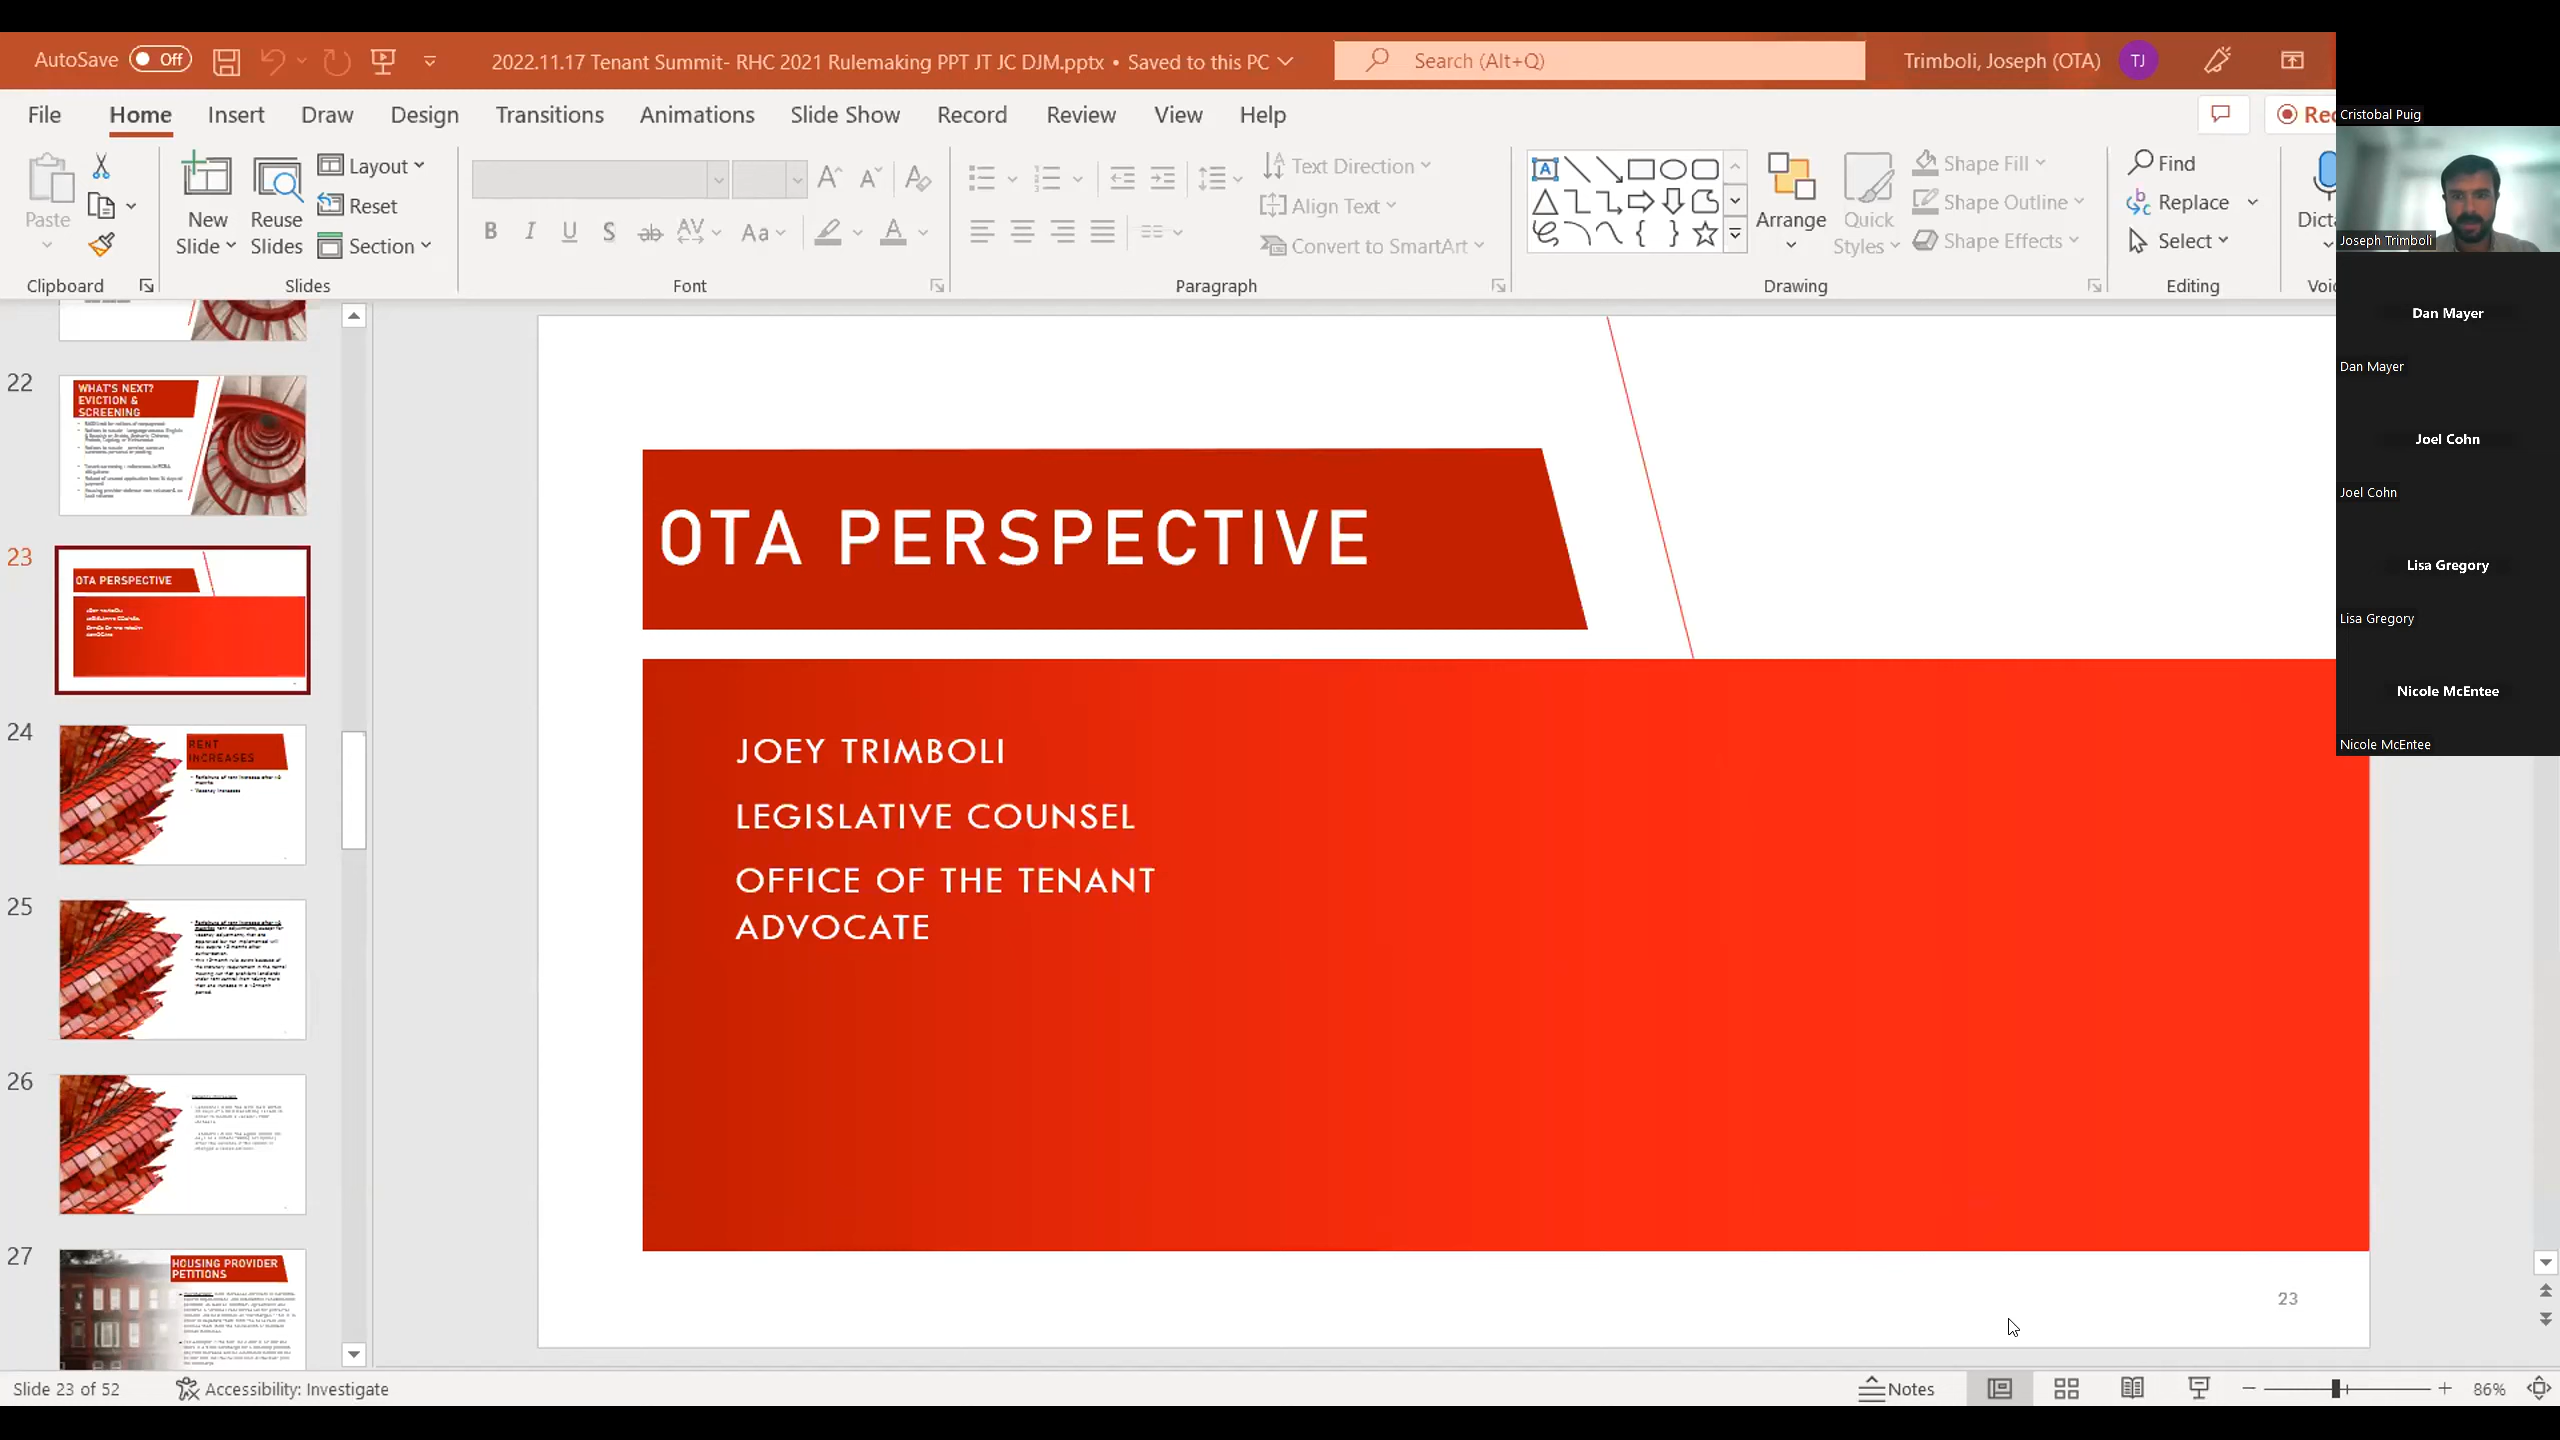 AutoSave Off
2022.11.17 Tenant Summit- RHC 2021 Rulemaking PPT JT JC DJM.pptx • Saved to this PC
Search (Alt+Q)
Trimboli, Joseph (OTA) TJ
File Home Insert Draw Design Transitions Animations Slide Show Record Review View Help
Rec
Paste
New
Slide
Reuse
Slides
Layout
Reset
Section
Aa
Text Direction
Align Text
Convert to SmartArt
Arrange
Quick
Styles
Shape Fill
Shape Outline
Shape Effects
Find
Replace
Select
Dicta
Clipboard
Slides
Font
Paragraph
Drawing
Editing
Voic
Cristobal Puig
Joseph Trimboli
Dan Mayer
Dan Mayer
Joel Cohn
Joel Cohn
Lisa Gregory
Lisa Gregory
Nicole McEntee
Nicole McEntee
22
WHAT'S NEXT?
EVICTION &
SCREENING
23
OTA PERSPECTIVE
24
RENT
INCREASES
25
26
27
HOUSING PROVIDER
PETITIONS
OTA PERSPECTIVE
JOEY TRIMBOLI
LEGISLATIVE COUNSEL
OFFICE OF THE TENANT
ADVOCATE
23
Slide 23 of 52
Accessibility: Investigate
Notes
86%